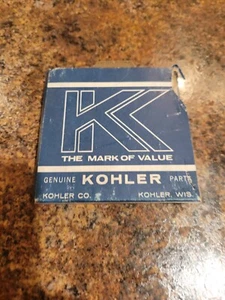 K
THE MARK OF VALUE
GENUINE KOHLER PARTS
KOHLER CO. KOHLER, WIS.